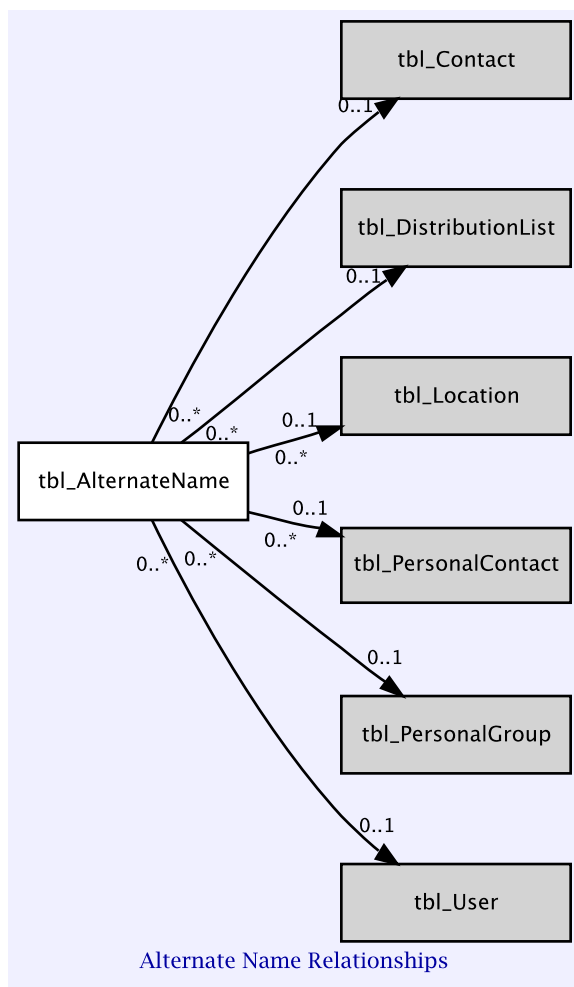 tbl_Contact
0..1
tbl_DistributionList
0..1
tbl_Location
0..*
0..1
0..*
0..*
tbl_AlternateName
0..1
0..*
0..*
0..*
tbl_PersonalContact
0..1
tbl_PersonalGroup
0..1
tbl_User
Alternate Name Relationships